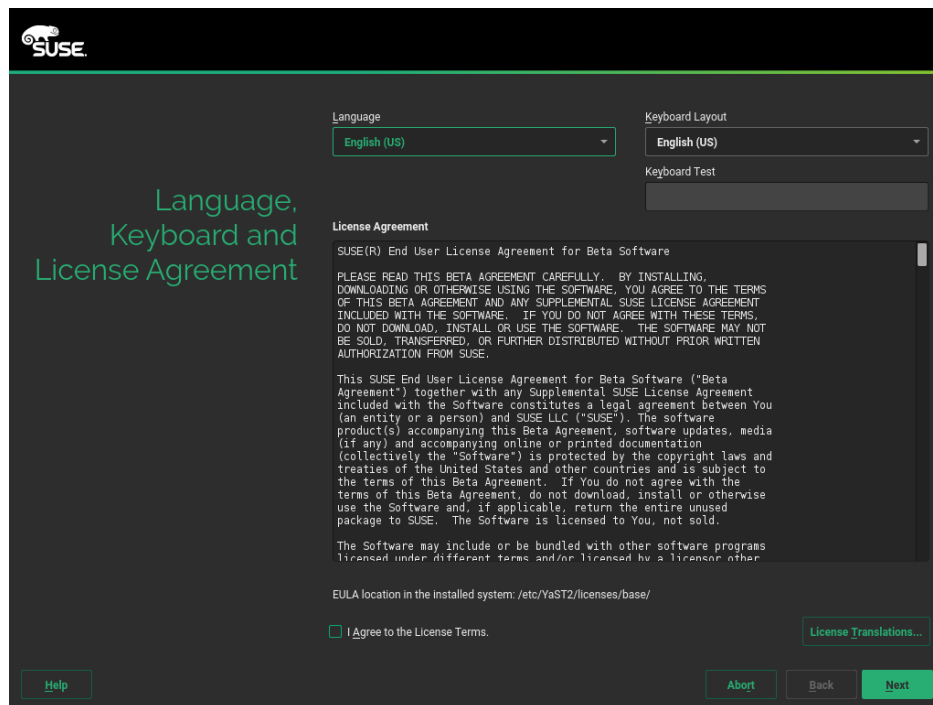 SUSE.
Language
Keyboard Layout
English (US)
English (US)
Keyboard Test
Language,
Keyboard and
License Agreement
License Agreement
SUSE(R) End User License Agreement for Beta Software
PLEASE READ THIS BETA AGREEMENT CAREFULLY.  BY INSTALLING,
DOWNLOADING OR OTHERWISE USING THE SOFTWARE, YOU AGREE TO THE TERMS
OF THIS BETA AGREEMENT AND ANY SUPPLEMENTAL SUSE LICENSE AGREEMENT
INCLUDED WITH THE SOFTWARE.  IF YOU DO NOT AGREE WITH THESE TERMS,
DO NOT DOWNLOAD, INSTALL OR USE THE SOFTWARE.  THE SOFTWARE MAY NOT
BE SOLD, TRANSFERRED, OR FURTHER DISTRIBUTED WITHOUT PRIOR WRITTEN
AUTHORIZATION FROM SUSE.
This SUSE End User License Agreement for Beta Software ("Beta
Agreement") together with any Supplemental SUSE License Agreement
included with the Software constitutes a legal agreement between You
(an entity or a person) and SUSE LLC ("SUSE"). The software
product(s) accompanying this Beta Agreement, software updates, media
(if any) and accompanying online or printed documentation
(collectively the "Software") is protected by the copyright laws and
treaties of the United States and other countries and is subject to
the terms of this Beta Agreement.  If You do not agree with the
terms of this Beta Agreement, do not download, install or otherwise
use the Software and, if applicable, return the entire unused
package to SUSE.  The Software is licensed to You, not sold.
The Software may include or be bundled with other software programs
licensed under different terms and/or licensed by a licensor other
EULA location in the installed system: /etc/YaST2/licenses/base/
I Agree to the License Terms.
License Translations...
Help
Abort
Back
Next